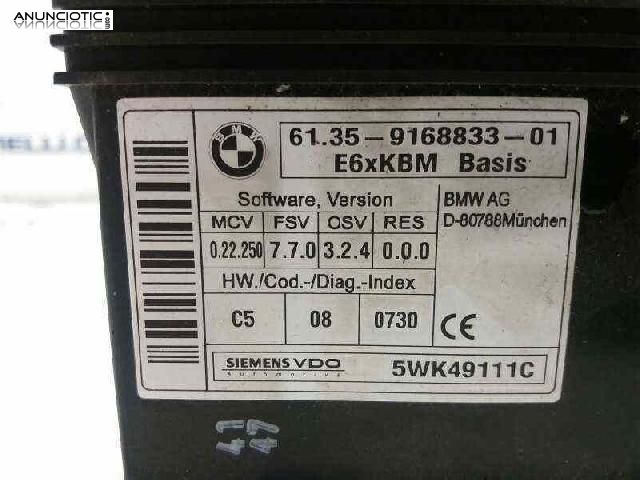 ANUNCIOTIC.com
BMW
61.35-9168833-01
E6xKBM Basis
Software, Version
MCV FSV OSV RES
0.22.250 7.7.0 3.2.4 0.0.0
BMW AG
D-80788München
HW./Cod.-/Diag.-Index
C5 08 0730
CE
SIEMENS VDO
AUTOMOTIVE
5WK49111C